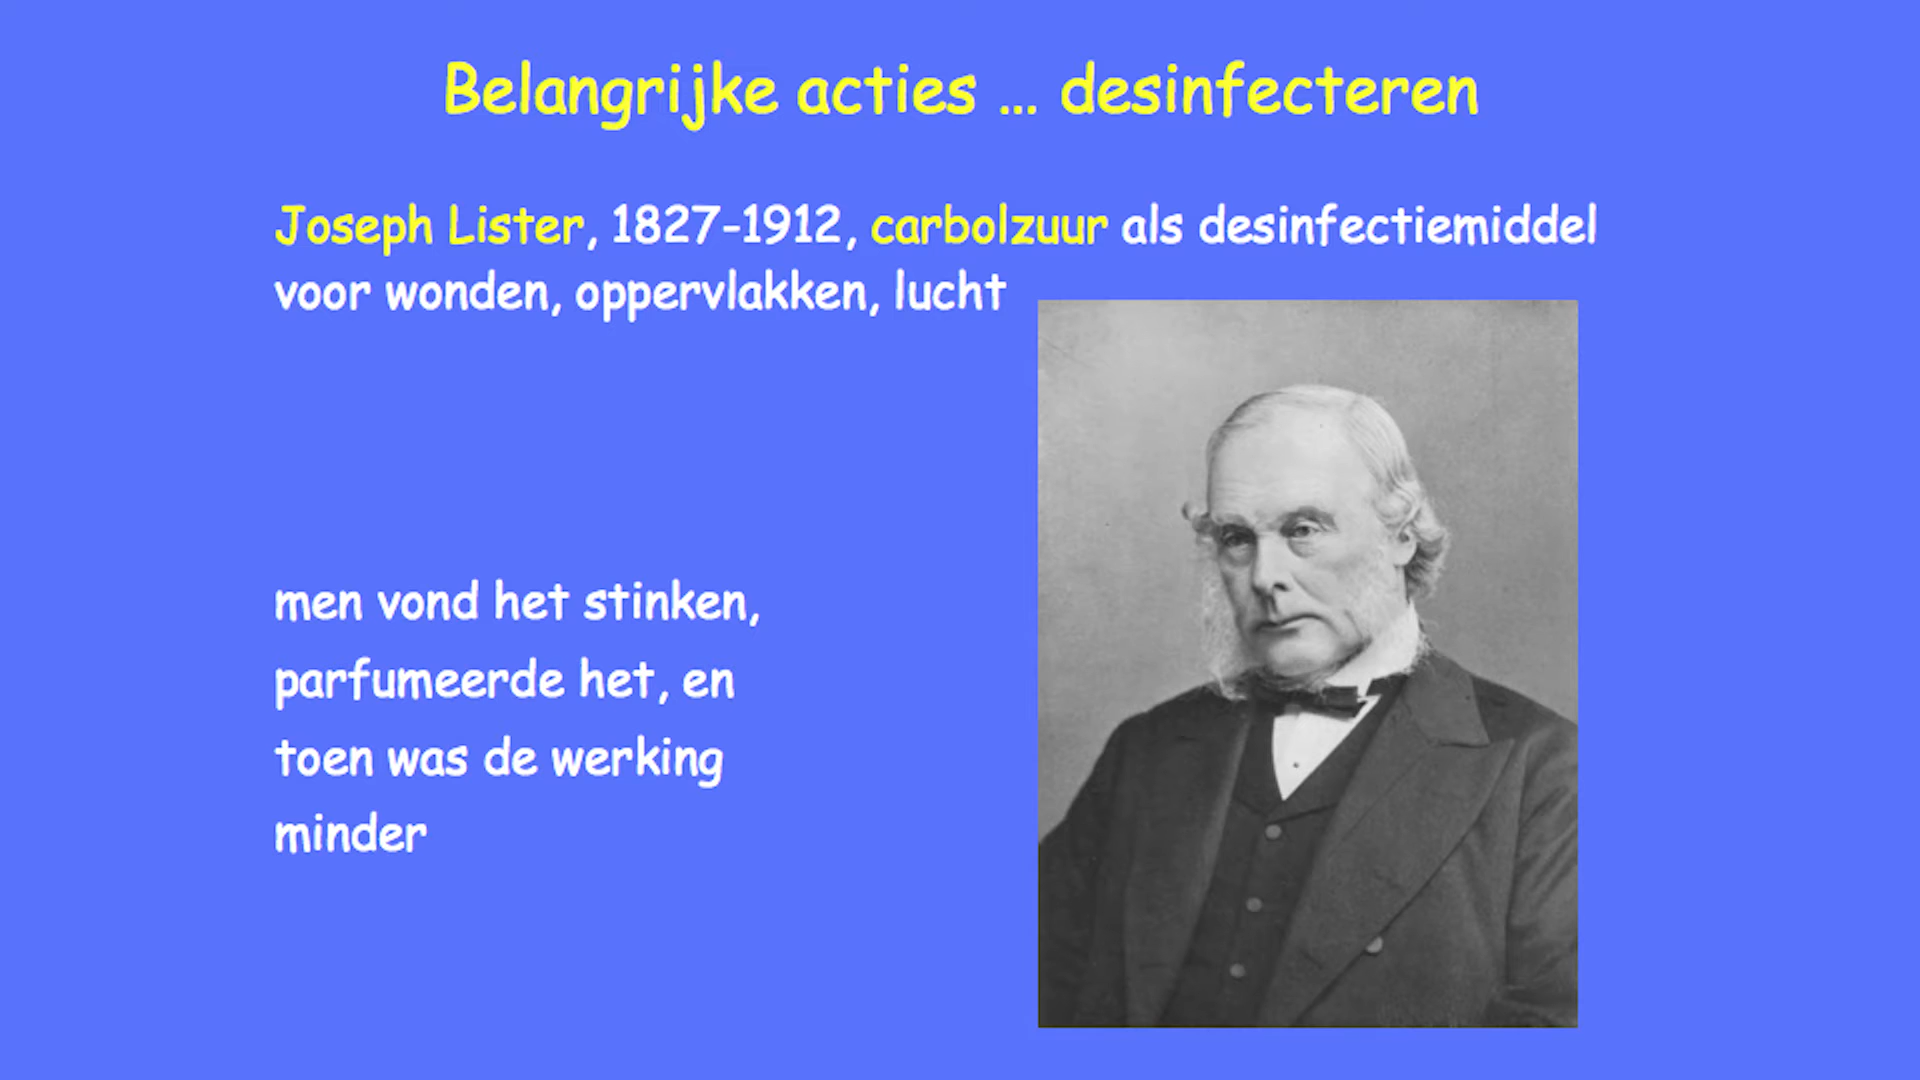 Belangrijke acties ... desinfecteren
Joseph Lister, 1827-1912, carbolzuur als desinfectiemiddel
voor wonden, oppervlakken, lucht
men vond het stinken,
parfumeerde het, en
toen was de werking
minder